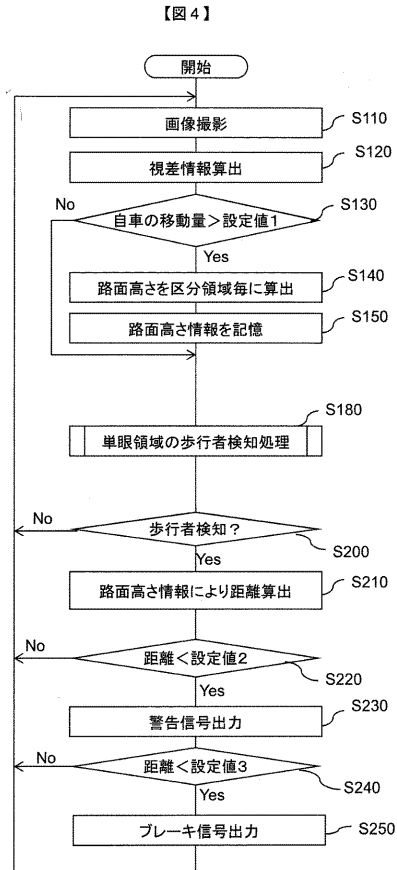 【図４】
開始
画像撮影
S110
視差情報算出
S120
自車の移動量＞設定値１
S130
No
Yes
路面高さを区分領域毎に算出
S140
路面高さ情報を記憶
S150
単眼領域の歩行者検知処理
S180
歩行者検知？
S200
No
Yes
路面高さ情報により距離算出
S210
距離＜設定値2
S220
No
Yes
警告信号出力
S230
距離＜設定値3
S240
No
Yes
ブレーキ信号出力
S250